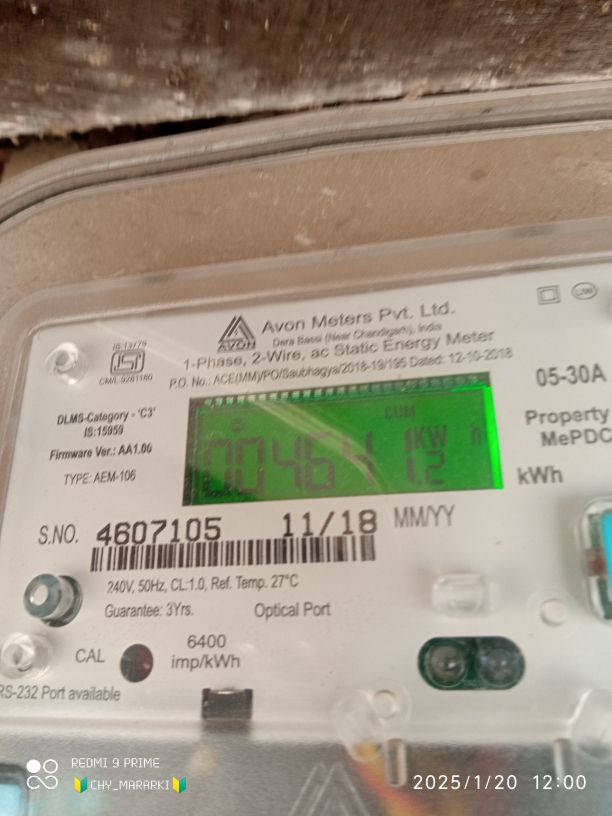 IS:13779
CM/L:9281160
AVON
Avon Meters Pvt. Ltd.
Dera Bassi (Near Chandigarh), India
1-Phase, 2-Wire, ac Static Energy Meter
P.O. No.: ACE(MM)/PO/Saubhagya/2018-19/195 Dated: 12-10-2018
05-30A
DLMS-Category - 'C3'
IS:15959
Firmware Ver.: AA1.00
TYPE: AEM-106
CUM
KW h
kWh
Property
MePDC
S.NO. 4607105 11/18 MM/YY
240V, 50Hz, CL:1.0, Ref. Temp. 27°C
Guarantee: 3Yrs. Optical Port
CAL
6400
imp/kWh
RS-232 Port available
REDMI 9 PRIME
🔰CHY_MARARKI🔰
2025/1/20 12:00